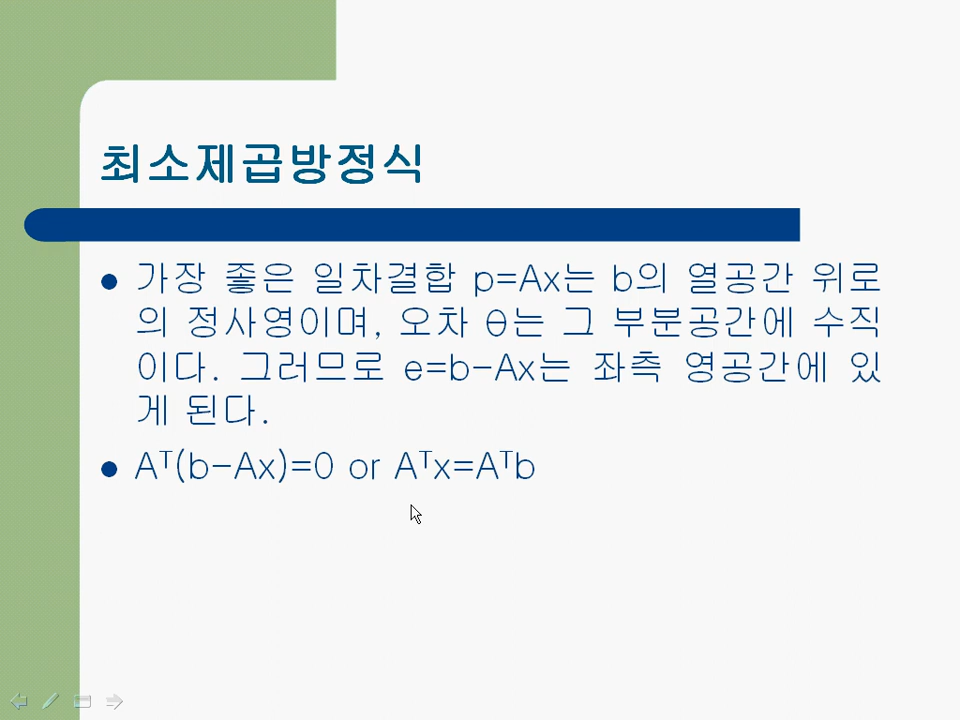 최소제곱방정식
가장 좋은 일차결합 p=Ax는 b의 열공간 위로
의 정사영이며, 오차 θ는 그 부분공간에 수직
이다. 그러므로 e=b-Ax는 좌측 영공간에 있
게 된다.
Aᵀ(b-Ax)=0 or Aᵀx=Aᵀb